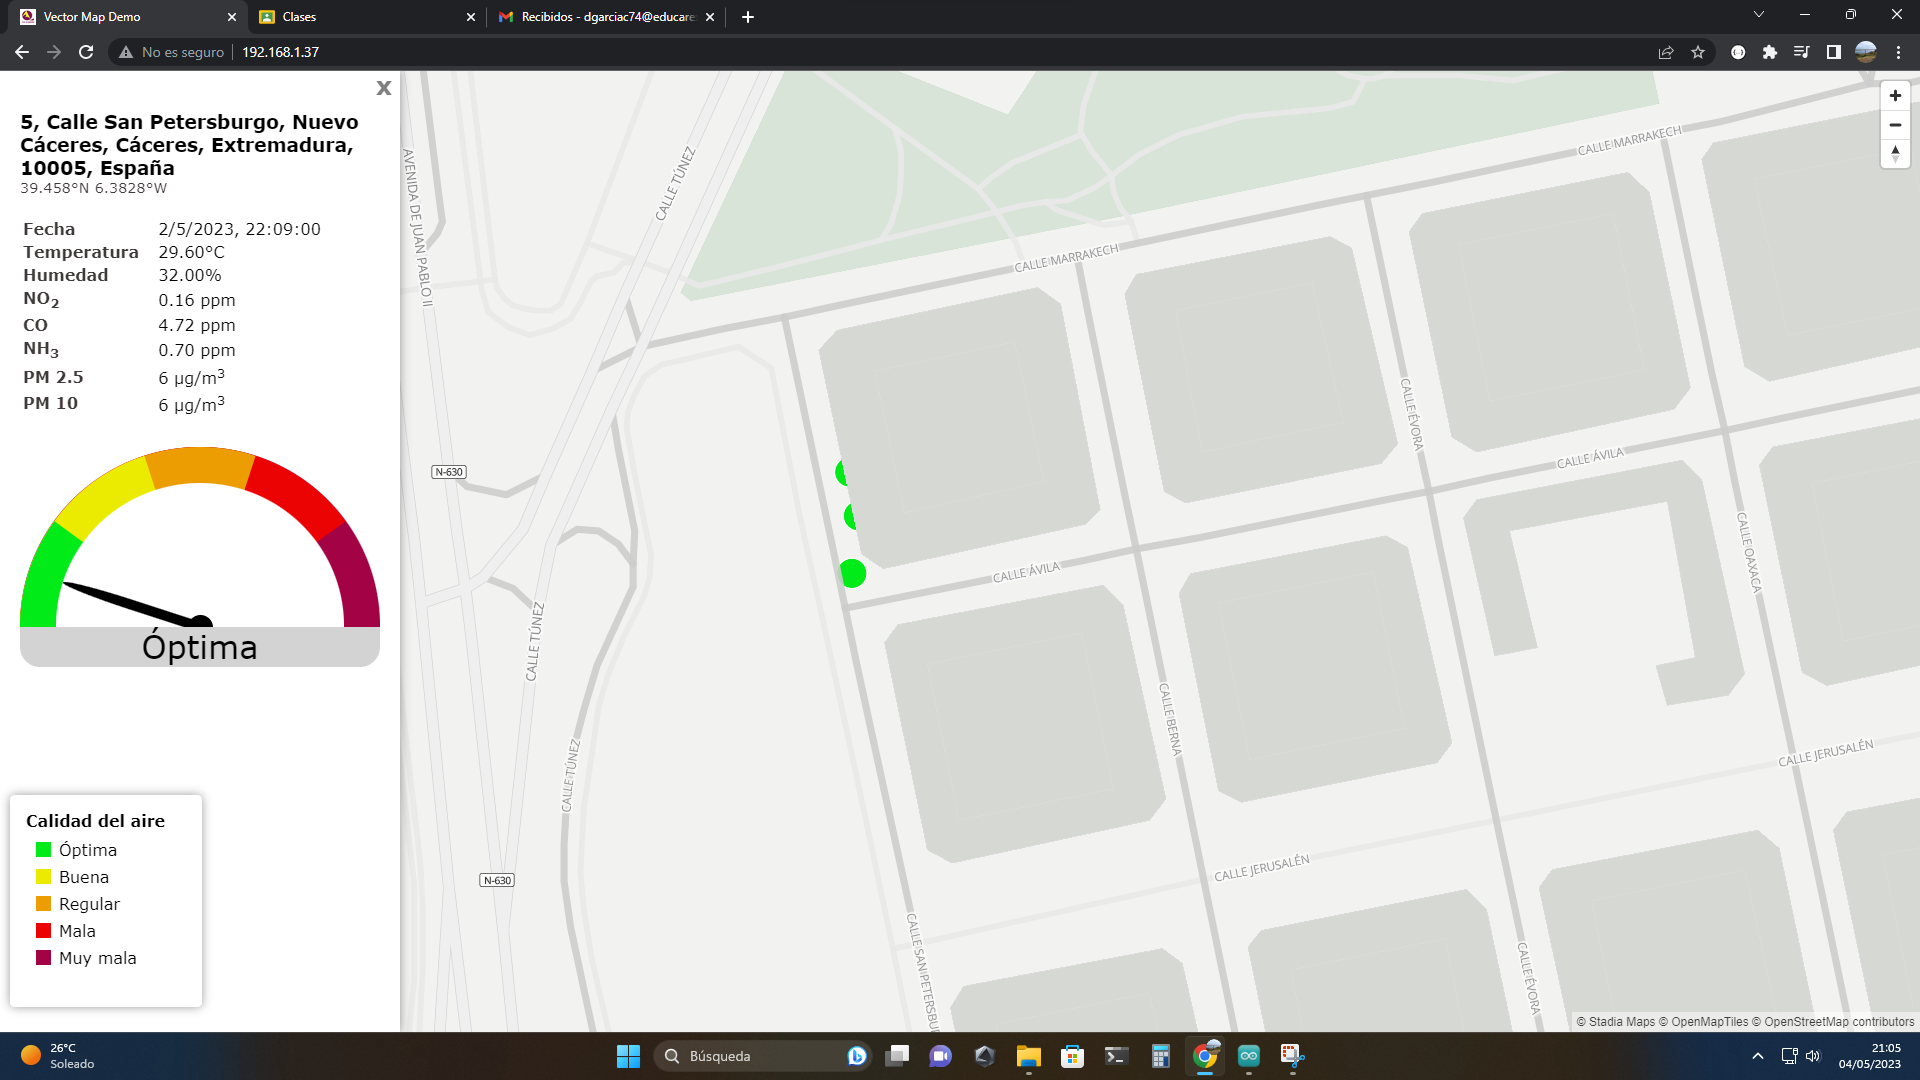 Vector Map Demo
Clases
Recibidos - dgarciac74@educare
No es seguro
192.168.1.37
X
5, Calle San Petersburgo, Nuevo
Cáceres, Cáceres, Extremadura,
10005, España
39.458°N 6.3828°W
Fecha 2/5/2023, 22:09:00
Temperatura 29.60°C
Humedad 32.00%
NO2 0.16 ppm
CO 4.72 ppm
NH3 0.70 ppm
PM 2.5 6 µg/m3
PM 10 6 µg/m3
Óptima
Calidad del aire
Óptima
Buena
Regular
Mala
Muy mala
AVENIDA DE JUAN PABLO II
CALLE TÚNEZ
CALLE MARRAKECH
CALLE MARRAKECH
N-630
CALLE ÉVORA
CALLE ÁVILA
CALLE ÁVILA
CALLE OAXACA
CALLE TÚNEZ
CALLE BERNA
CALLE TÚNEZ
CALLE JERUSALÉN
CALLE JERUSALÉN
N-630
CALLE SAN PETERSBU
CALLE ÉVORA
© Stadia Maps © OpenMapTiles © OpenStreetMap contributors
26°C
Soleado
Búsqueda
21:05
04/05/2023